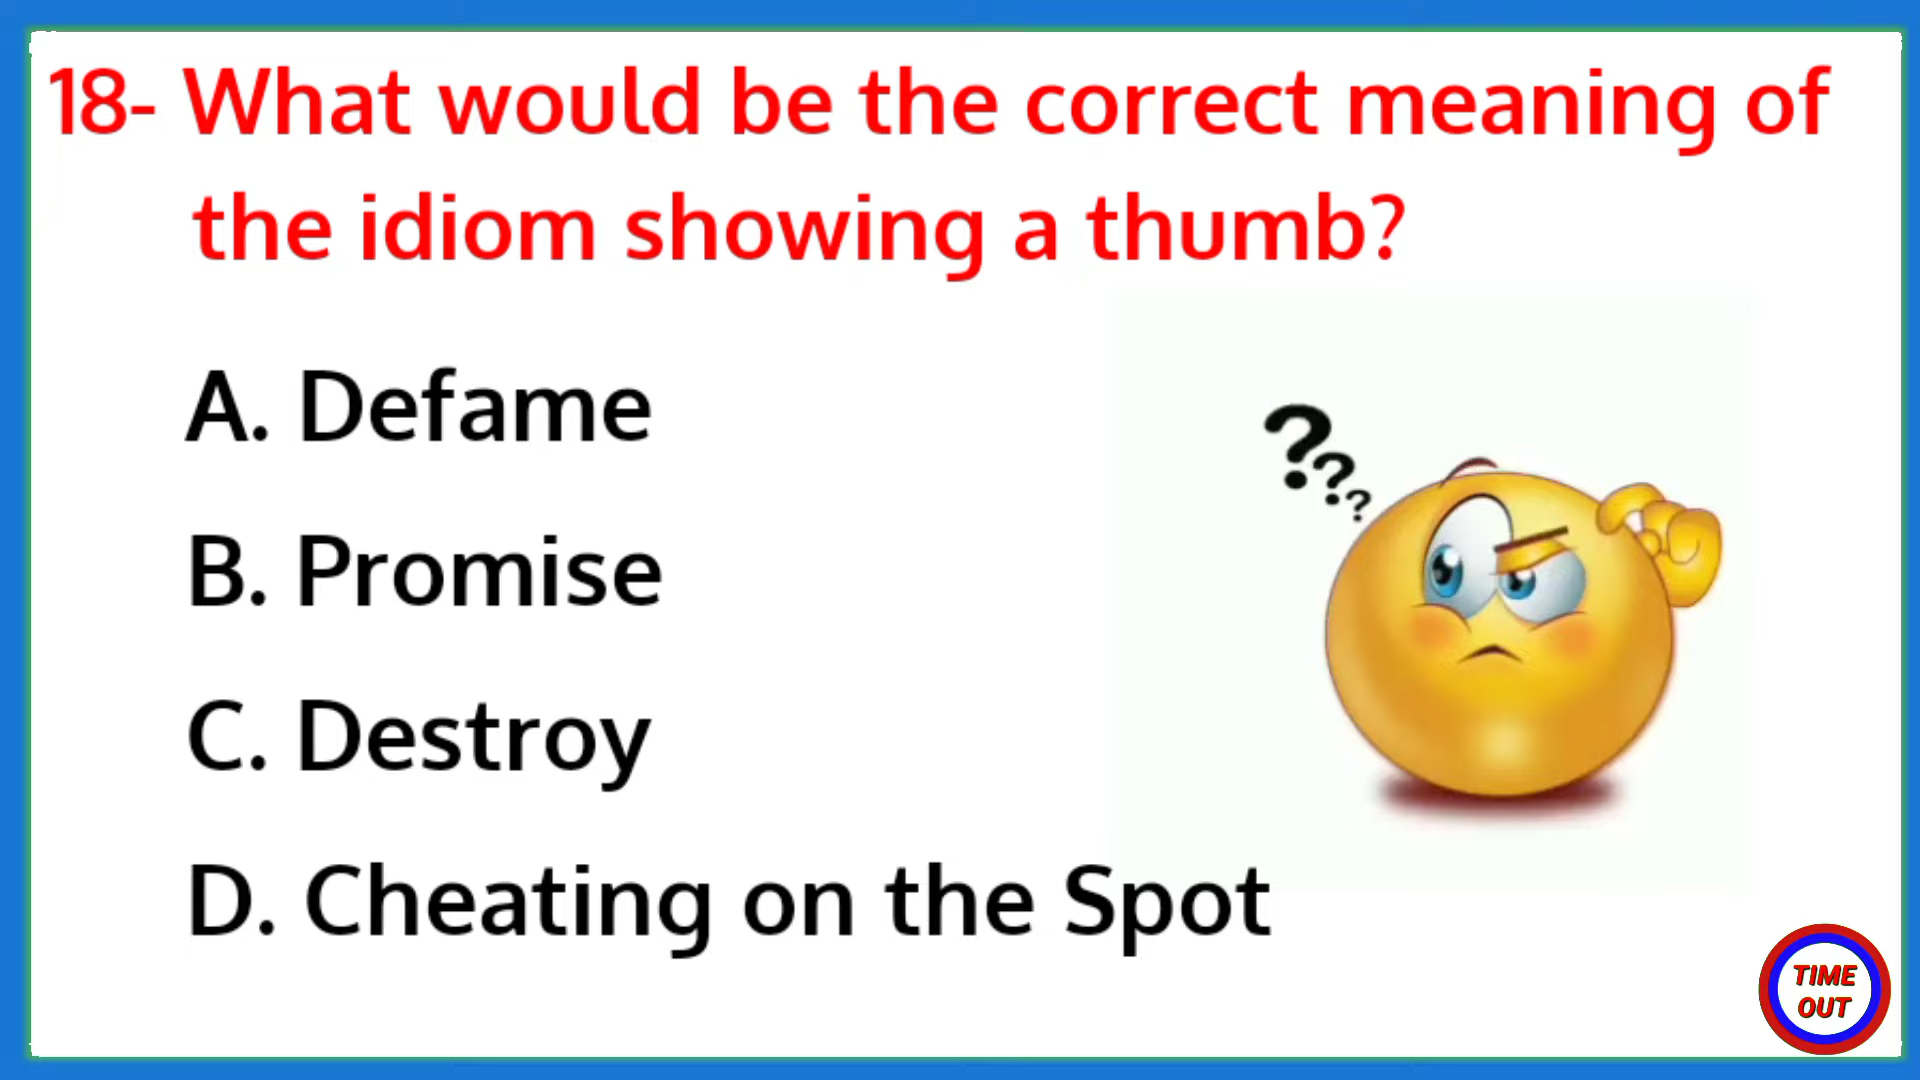 18- What would be the correct meaning of
the idiom showing a thumb?
A. Defame
???
B. Promise
C. Destroy
D. Cheating on the Spot
TIME
OUT